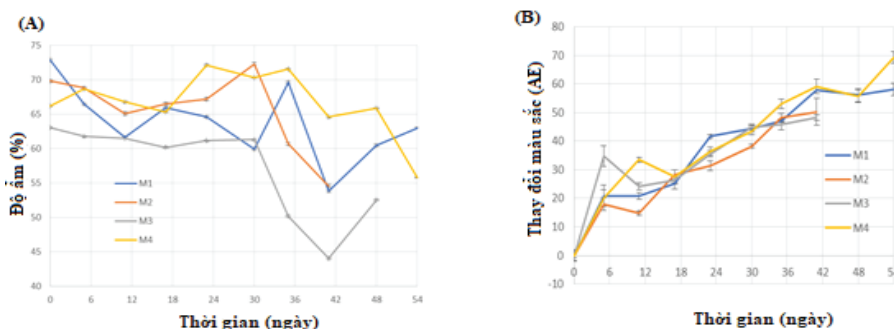 (A)
75
70
65
60
55
50
45
40
Độ ẩm (%)
M1
M2
M3
M4
0 6 12 18 24 30 36 42 48 54
Thời gian (ngày)
(B)
80
70
60
50
40
30
20
10
0
-10
Thay đổi màu sắc (AE)
M1
M2
M3
M4
0 6 12 18 24 30 36 42 48 54
Thời gian (ngày)